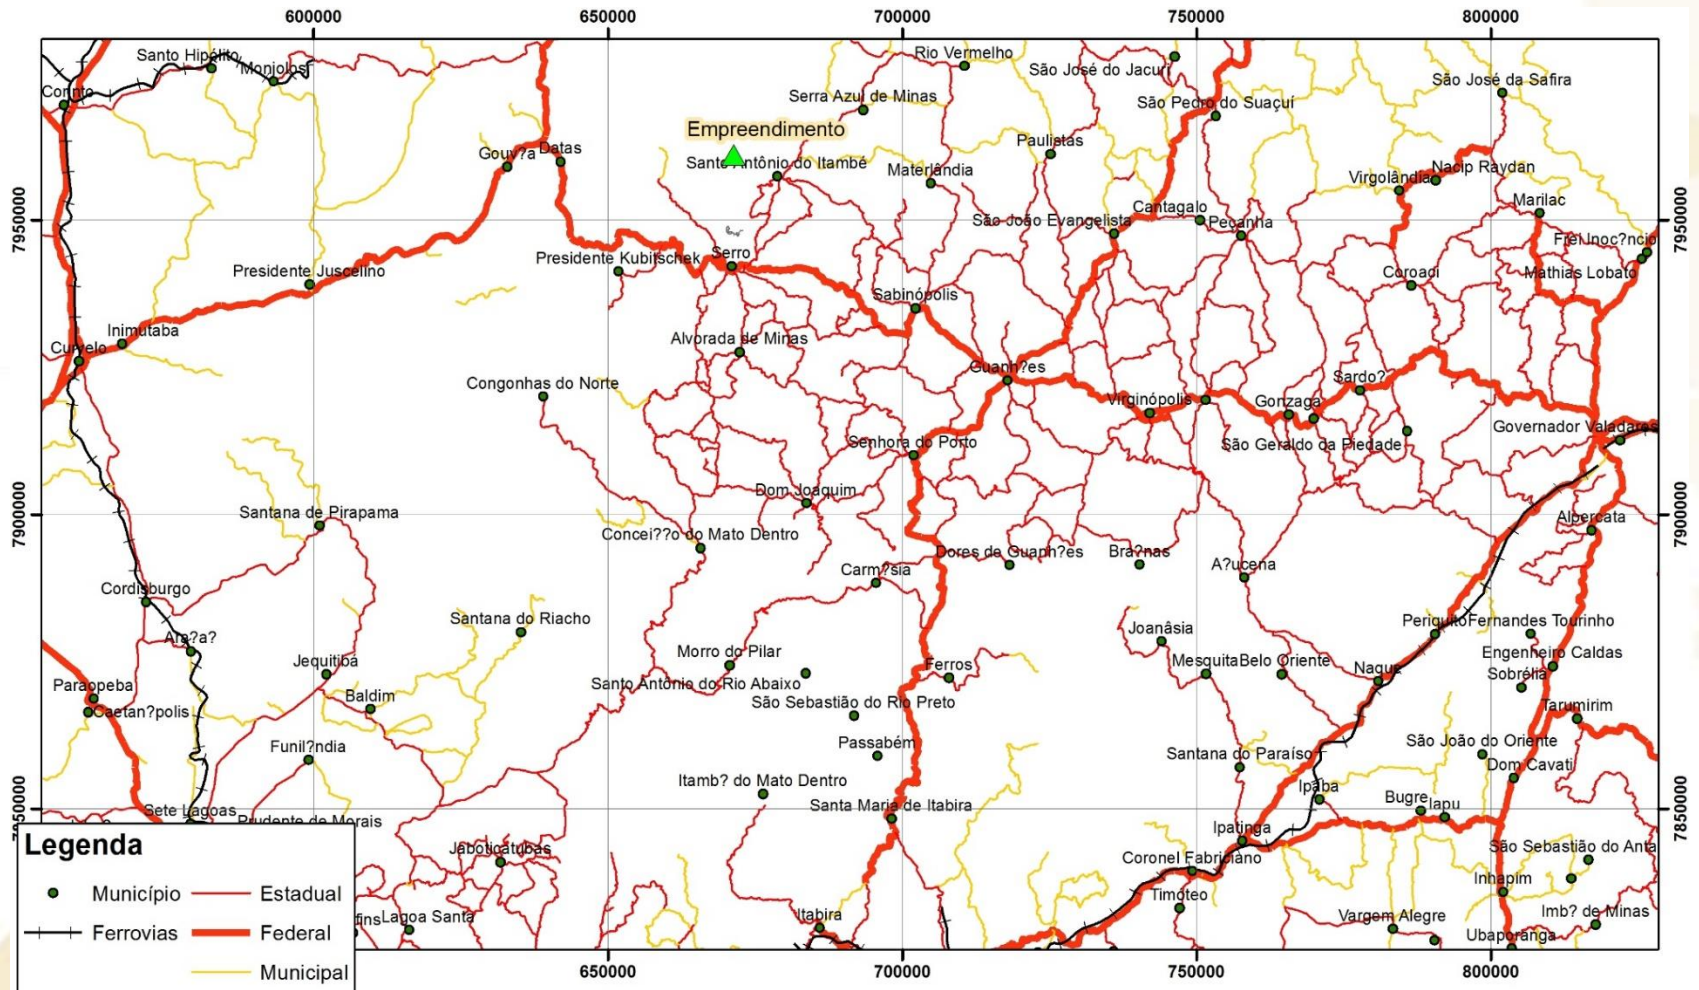 600000
650000
700000
750000
800000
Santo Hipólito
Monjolos
Rio Vermelho
São José do Jacuri
São José da Safira
Corinto
Serra Azul de Minas
São Pedro do Suaçuí
Empreendimento
Paulistas
Gouv?a
Datas
Santo Antônio do Itambé
Materlândia
Nacip Raydan
Virgolândia
7950000
Marilac
7950000
Cantagalo
São João Evangelista
Peçanha
Frei Inoc?ncio
Presidente Kubitschek
Serro
Presidente Juscelino
Coroaci
Mathias Lobato
Sabinópolis
Inimutaba
Alvorada de Minas
Curvelo
Guanh?es
Congonhas do Norte
Sardo?
Virginópolis
Gonzaga
Governador Valadares
Senhora do Porto
São Geraldo da Piedade
Dom Joaquim
Santana de Pirapama
7900000
Alpercata
7900000
Concei??o do Mato Dentro
Dores de Guanh?es
Bra?nas
A?ucena
Carm?sia
Cordisburgo
Santana do Riacho
Periquito
Fernandes Tourinho
Joanâsia
Ara?a?
Morro do Pilar
Engenheiro Caldas
Jequitibá
Ferros
Mesquita
Belo Oriente
Naque
Sobrélia
Paraopeba
Santo Antônio do Rio Abaixo
Baldim
São Sebastião do Rio Preto
Tarumirim
Caetan?polis
Funil?ndia
Passabém
São João do Oriente
Santana do Paraíso
Dom Cavati
Itamb? do Mato Dentro
Ipaba
Bugre
Iapu
7850000
Sete Lagoas
Santa Maria de Itabira
7850000
Prudente de Morais
Ipatinga
Jaboticatubas
São Sebastião do Anta
Coronel Fabriciano
Inhapim
Timóteo
Lagoa Santa
Itabira
Vargem Alegre
Imb? de Minas
Ubaporanga
Legenda
Município
Estadual
Ferrovias
Federal
Municipal
650000
700000
750000
800000